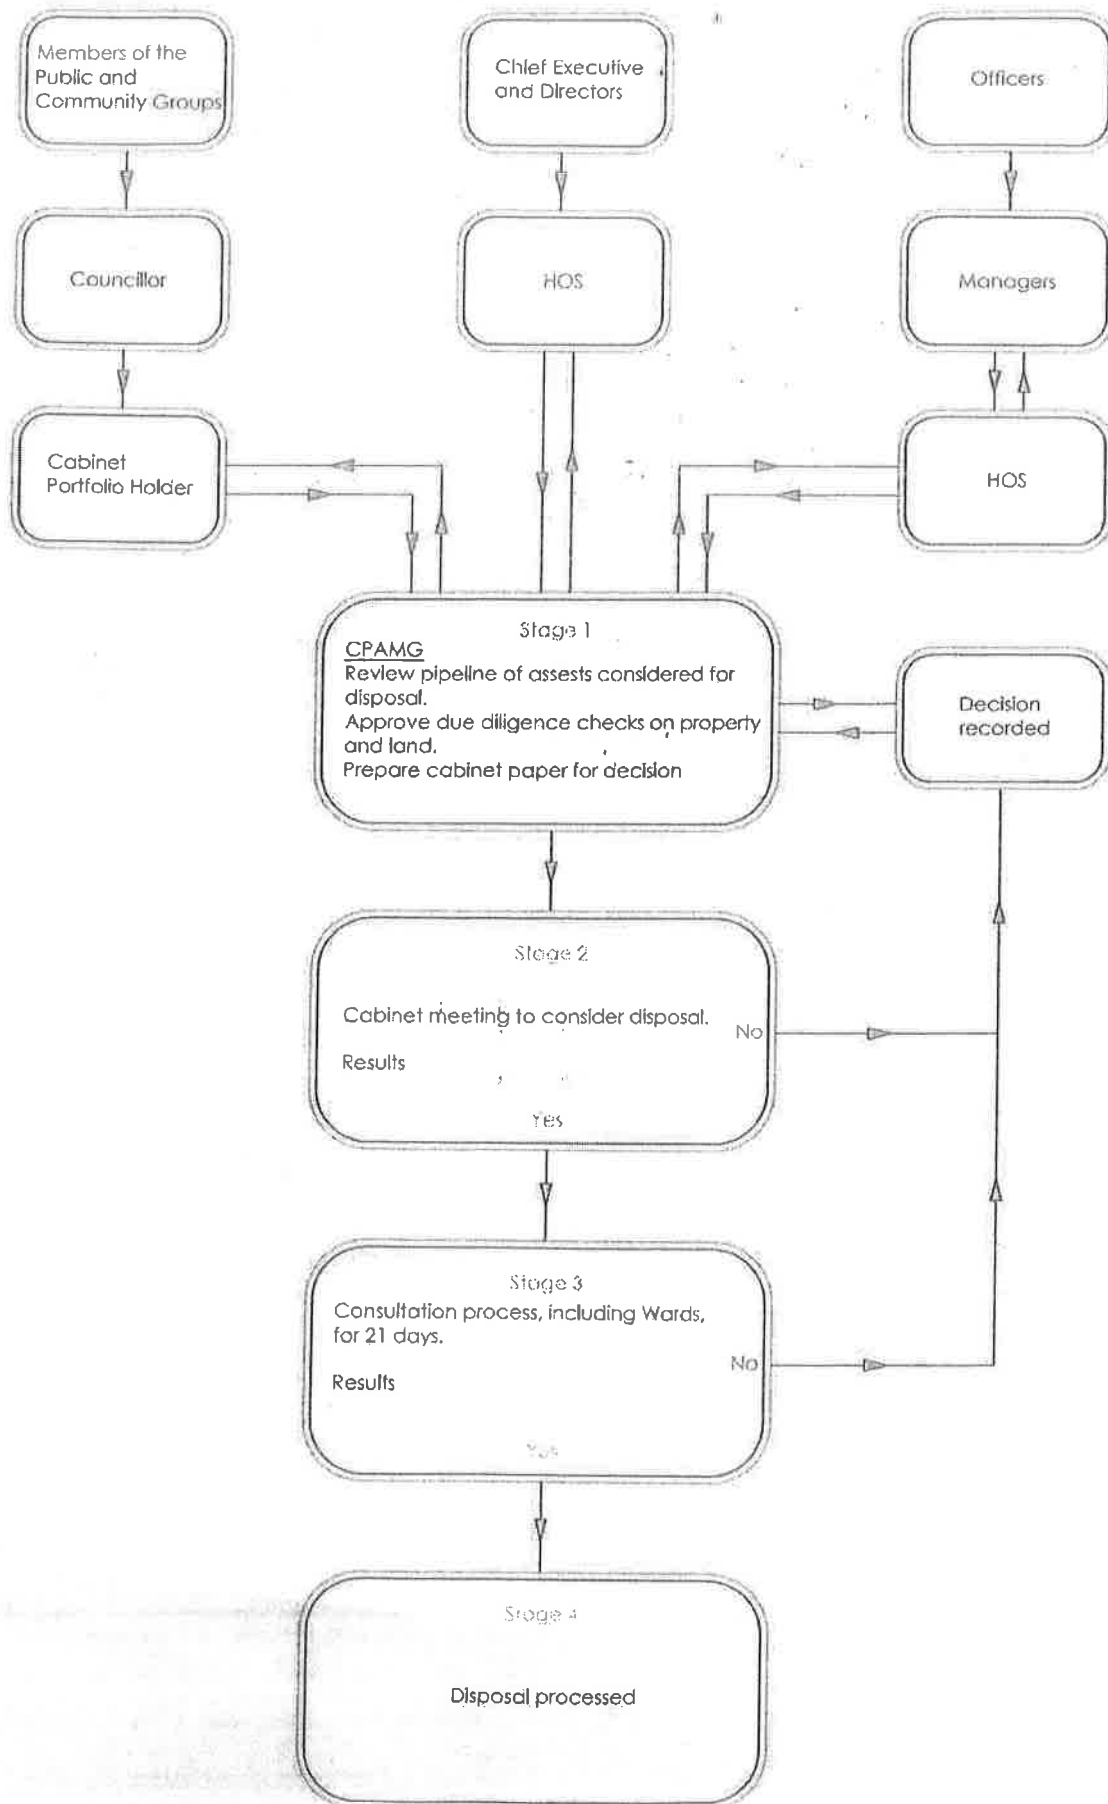 Members of the
Public and
Community Groups
Chief Executive
and Directors
Officers
Councillor
HOS
Managers
Cabinet
Portfolio Holder
HOS
Stage 1
CPAMG
Review pipeline of assests considered for
disposal.
Approve due diligence checks on property
and land.
Prepare cabinet paper for decision
Decision
recorded
Stage 2
Cabinet meeting to consider disposal.
No
Results
Yes
Stage 3
Consultation process, including Wards,
for 21 days.
No
Results
Yes
Stage 4
Disposal processed